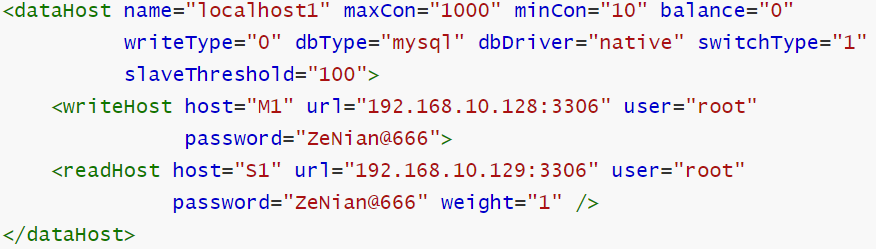 <dataHost name="localhost1" maxCon="1000" minCon="10" balance="0"
writeType="0" dbType="mysql" dbDriver="native" switchType="1"
slaveThreshold="100">
<writeHost host="M1" url="192.168.10.128:3306" user="root"
password="ZeNian@666">
<readHost host="S1" url="192.168.10.129:3306" user="root"
password="ZeNian@666" weight="1" />
</dataHost>